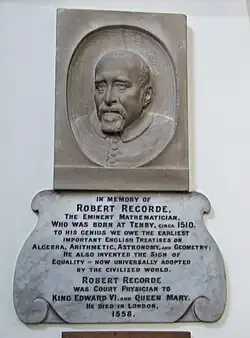 IN MEMORY OF
ROBERT RECORDE,
THE EMINENT MATHEMATICIAN,
WHO WAS BORN AT TENBY, CIRCA 1510.
TO HIS GENIUS WE OWE THE EARLIEST
IMPORTANT ENGLISH TREATISES ON
ALGEBRA, ARITHMETIC, ASTRONOMY, AND GEOMETRY;
HE ALSO INVENTED THE SIGN OF
EQUALITY = NOW UNIVERSALLY ADOPTED
BY THE CIVILIZED WORLD.
ROBERT RECORDE
WAS COURT PHYSICIAN TO
KING EDWARD VI. AND QUEEN MARY.
HE DIED IN LONDON,
1558.